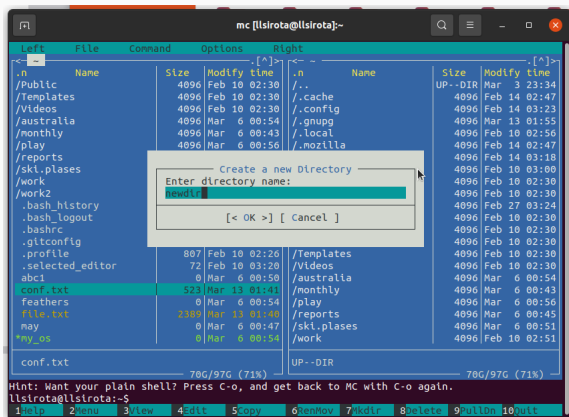 mc [llsirota@llsirota]:~
Left File Command Options Right
<- ~ .[^]>
.n Name Size Modify time
/Public 4096 Feb 10 02:30
/Templates 4096 Feb 10 02:30
/Videos 4096 Feb 10 02:30
/australia 4096 Mar 6 00:54
/monthly 4096 Mar 6 00:43
/play 4096 Mar 6 00:56
/reports
/ski.plases
/work
/work2
.bash_history
.bash_logout
.bashrc
.gitconfig
.profile 807 Feb 10 02:26
.selected_editor 72 Feb 10 03:20
abc1 0 Mar 6 00:50
conf.txt 523 Mar 13 01:41
feathers 0 Mar 6 00:54
file.txt 2389 Mar 13 01:40
may 0 Mar 6 00:47
*my_os 0 Mar 6 00:54
conf.txt
70G/97G (71%)
<- ~ .[^]>
.n Name Size Modify time
/.. UP--DIR Mar 3 23:34
/.cache 4096 Feb 14 02:47
/.config 4096 Feb 14 03:23
/.gnupg 4096 Mar 13 01:55
/.local 4096 Feb 10 02:56
/.mozilla 4096 Feb 14 02:47
4096 Feb 14 03:18
4096 Feb 10 03:00
4096 Feb 10 02:30
4096 Feb 10 02:30
4096 Feb 27 03:24
4096 Feb 10 02:30
4096 Feb 10 02:30
4096 Feb 10 02:30
/Templates 4096 Feb 10 02:30
/Videos 4096 Feb 10 02:30
/australia 4096 Mar 6 00:54
/monthly 4096 Mar 6 00:43
/play 4096 Mar 6 00:56
/reports 4096 Mar 6 00:45
/ski.plases 4096 Mar 6 00:51
/work 4096 Feb 10 02:51
UP--DIR
70G/97G (71%)
Create a new Directory
Enter directory name:
newdir
[< OK >] [ Cancel ]
Hint: Want your plain shell? Press C-o, and get back to MC with C-o again.
llsirota@llsirota:~$
1Help 2Menu 3View 4Edit 5Copy 6RenMov 7Mkdir 8Delete 9PullDn 10Quit